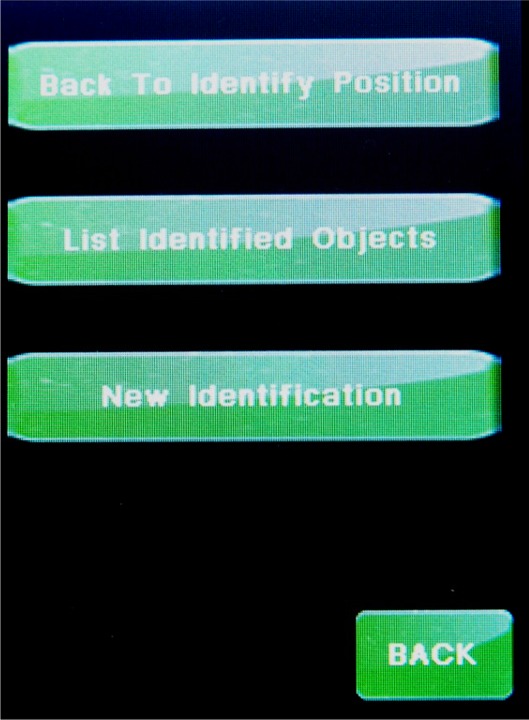 Back To Identify Position
List Identified Objects
New Identification
BACK